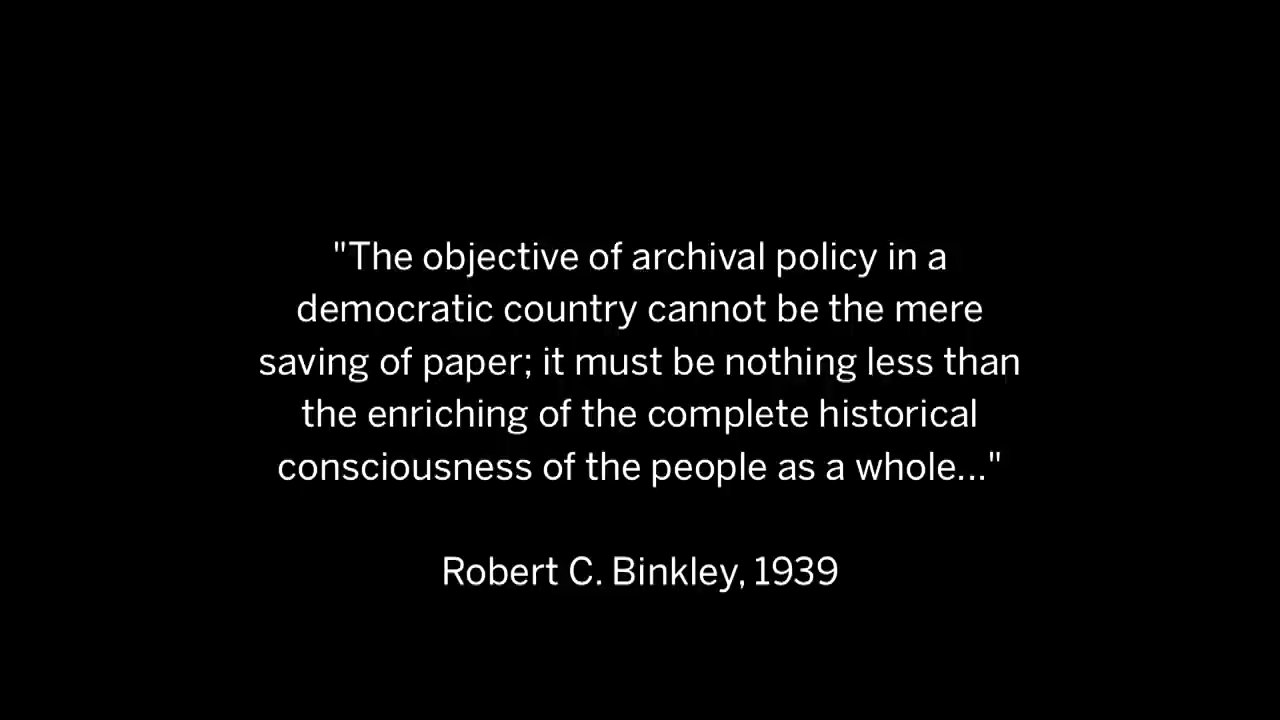 "The objective of archival policy in a
democratic country cannot be the mere
saving of paper; it must be nothing less than
the enriching of the complete historical
consciousness of the people as a whole..."
Robert C. Binkley, 1939